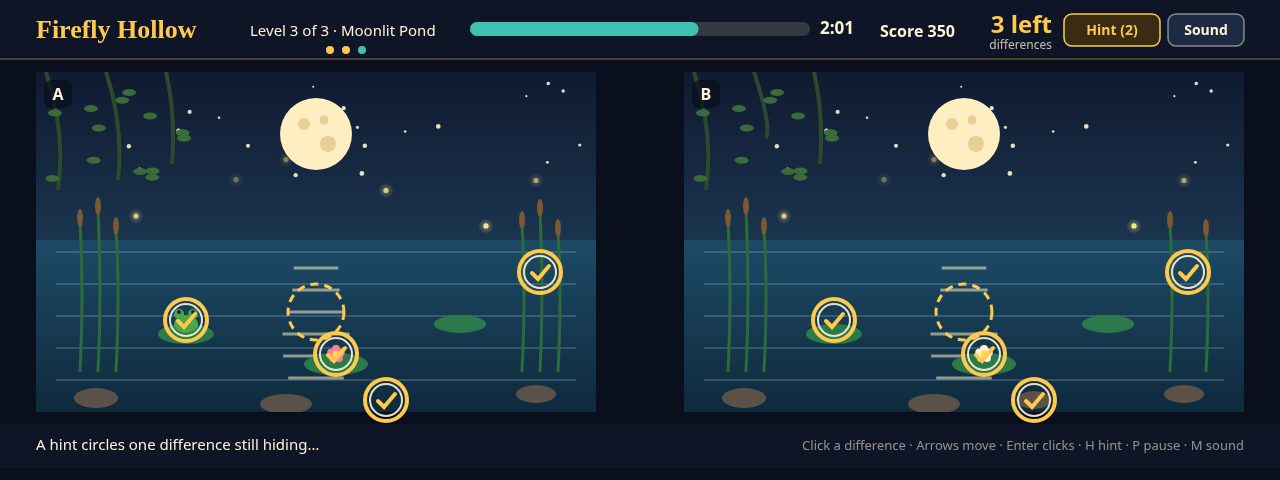 Firefly Hollow
Level 3 of 3 · Moonlit Pond
2:01
Score 350
3 left
differences
Hint (2)
Sound
A
B
A hint circles one difference still hiding...
Click a difference · Arrows move · Enter clicks · H hint · P pause · M sound